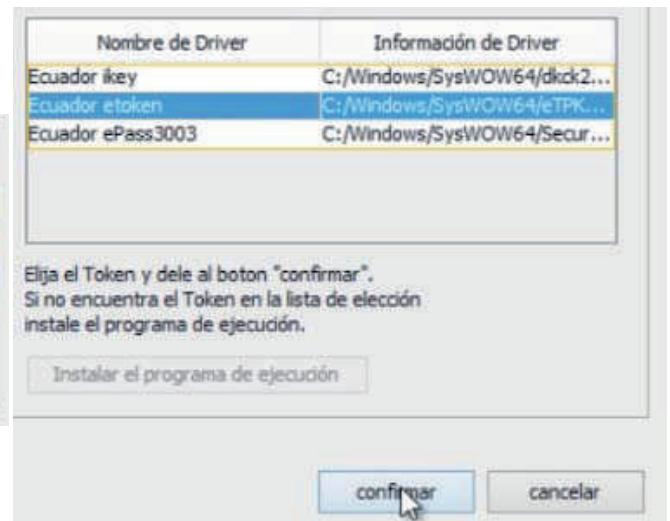 Nombre de Driver Información de Driver
Ecuador ikey C:/Windows/SysWOW64/dkck2...
Ecuador etoken C:/Windows/SysWOW64/eTPK...
Ecuador ePass3003 C:/Windows/SysWOW64/Secur...
Elija el Token y dele al boton "confirmar".
Si no encuentra el Token en la lista de elección
instale el programa de ejecución.
Instalar el programa de ejecución
confirmar cancelar